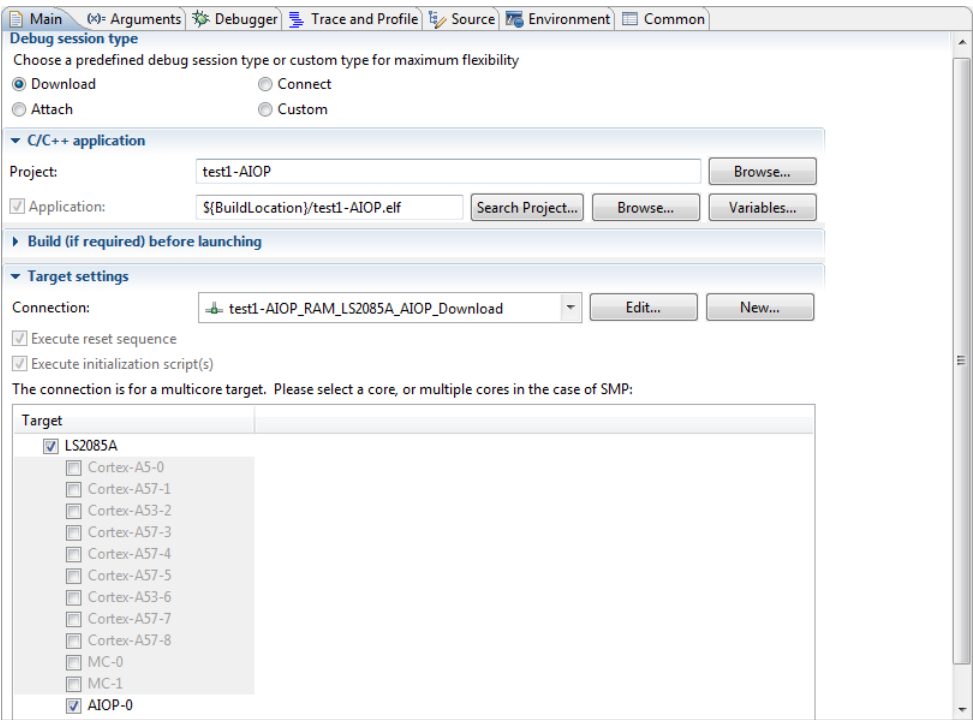 Main (x)= Arguments Debugger Trace and Profile Source Environment Common
Debug session type
Choose a predefined debug session type or custom type for maximum flexibility
Download Connect
Attach Custom
C/C++ application
Project: test1-AIOP Browse...
Application: ${BuildLocation}/test1-AIOP.elf Search Project... Browse... Variables...
Build (if required) before launching
Target settings
Connection: test1-AIOP_RAM_LS2085A_AIOP_Download Edit... New...
Execute reset sequence
Execute initialization script(s)
The connection is for a multicore target. Please select a core, or multiple cores in the case of SMP:
Target
LS2085A
Cortex-A5-0
Cortex-A57-1
Cortex-A53-2
Cortex-A57-3
Cortex-A57-4
Cortex-A57-5
Cortex-A53-6
Cortex-A57-7
Cortex-A57-8
MC-0
MC-1
AIOP-0